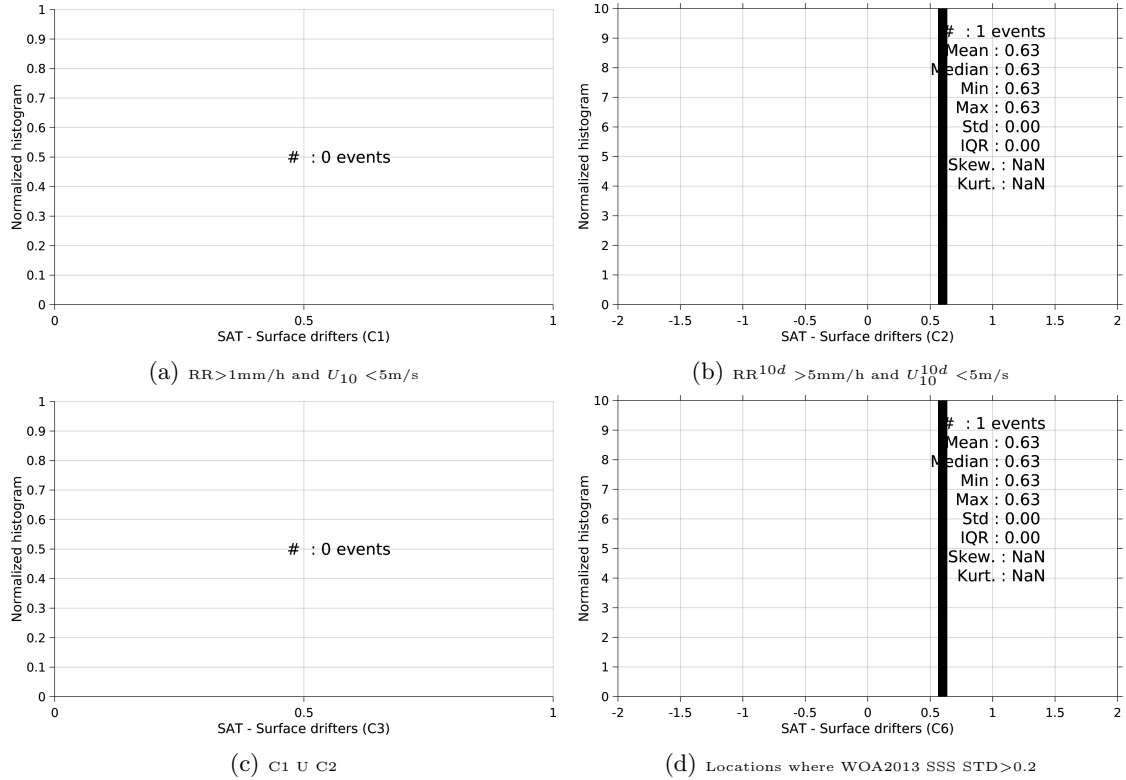 Normalized histogram
1
0.9
0.8
0.7
0.6
0.5
0.4
0.3
0.2
0.1
0
# : 0 events
0 0.5 1
SAT - Surface drifters (C1)
(a) RR>1mm/h and U10 <5m/s
Normalized histogram
10
9
8
7
6
5
4
3
2
1
0
# : 1 events
Mean : 0.63
Median : 0.63
Min : 0.63
Max : 0.63
Std : 0.00
IQR : 0.00
Skew. : NaN
Kurt. : NaN
-2 -1.5 -1 -0.5 0 0.5 1 1.5 2
SAT - Surface drifters (C2)
(b) RR^10d >5mm/h and U10^10d <5m/s
Normalized histogram
1
0.9
0.8
0.7
0.6
0.5
0.4
0.3
0.2
0.1
0
# : 0 events
0 0.5 1
SAT - Surface drifters (C3)
(c) C1 U C2
Normalized histogram
10
9
8
7
6
5
4
3
2
1
0
# : 1 events
Mean : 0.63
Median : 0.63
Min : 0.63
Max : 0.63
Std : 0.00
IQR : 0.00
Skew. : NaN
Kurt. : NaN
-2 -1.5 -1 -0.5 0 0.5 1 1.5 2
SAT - Surface drifters (C6)
(d) Locations where WOA2013 SSS STD>0.2